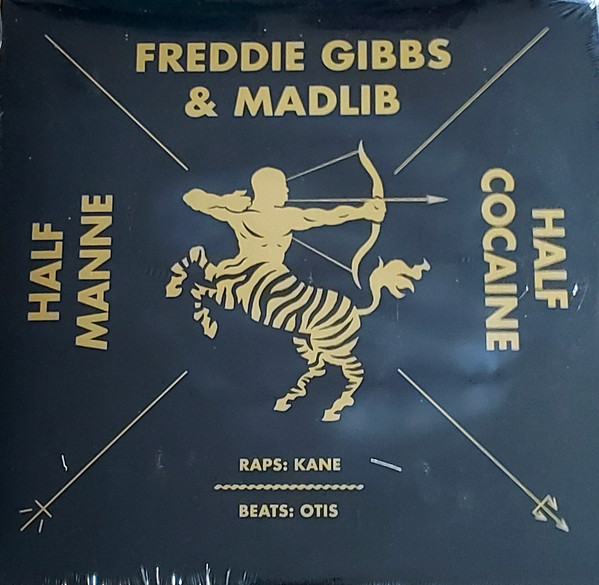 FREDDIE GIBBS
& MADLIB
HALF
MANNE
HALF
COCAINE
RAPS: KANE
BEATS: OTIS